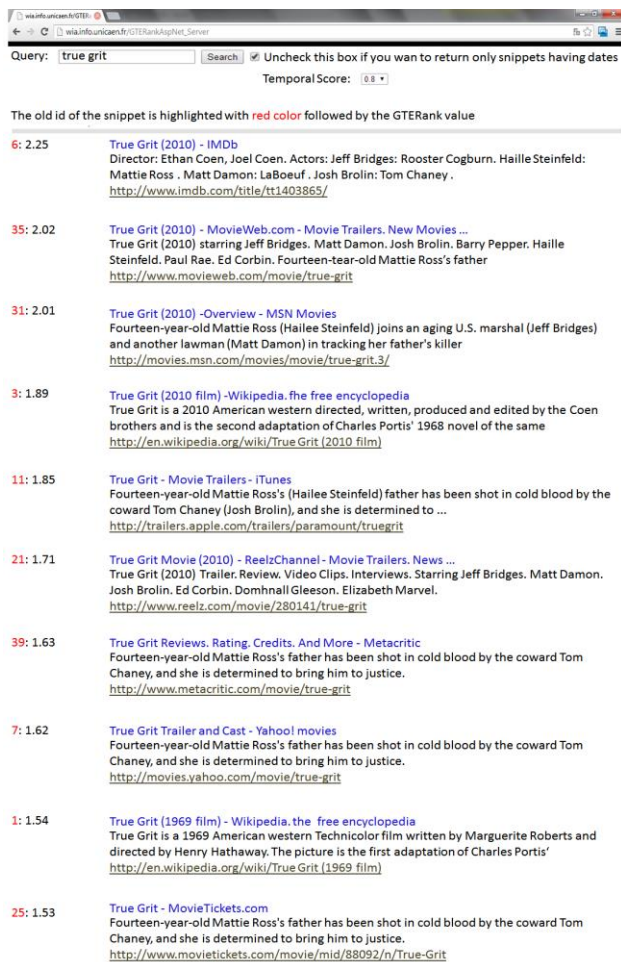 wia.info.unicaen.fr/GTER
wia.info.unicaen.fr/GTERankAspNet_Server
Query: true grit Search Uncheck this box if you wan to return only snippets having dates
Temporal Score: 0.8
The old id of the snippet is highlighted with red color followed by the GTERank value
6: 2.25 True Grit (2010) - IMDb
Director: Ethan Coen, Joel Coen. Actors: Jeff Bridges: Rooster Cogburn. Haille Steinfeld:
Mattie Ross . Matt Damon: LaBoeuf . Josh Brolin: Tom Chaney .
http://www.imdb.com/title/tt1403865/
35: 2.02 True Grit (2010) - MovieWeb.com - Movie Trailers. New Movies ...
True Grit (2010) starring Jeff Bridges. Matt Damon. Josh Brolin. Barry Pepper. Haille
Steinfeld. Paul Rae. Ed Corbin. Fourteen-tear-old Mattie Ross's father
http://www.movieweb.com/movie/true-grit
31: 2.01 True Grit (2010) -Overview - MSN Movies
Fourteen-year-old Mattie Ross (Hailee Steinfeld) joins an aging U.S. marshal (Jeff Bridges)
and another lawman (Matt Damon) in tracking her father's killer
http://movies.msn.com/movies/movie/true-grit.3/
3: 1.89 True Grit (2010 film) -Wikipedia. fhe free encyclopedia
True Grit is a 2010 American western directed, written, produced and edited by the Coen
brothers and is the second adaptation of Charles Portis' 1968 novel of the same
http://en.wikipedia.org/wiki/True Grit (2010 film)
11: 1.85 True Grit - Movie Trailers - iTunes
Fourteen-year-old Mattie Ross's (Hailee Steinfeld) father has been shot in cold blood by the
coward Tom Chaney (Josh Brolin), and she is determined to ...
http://trailers.apple.com/trailers/paramount/truegrit
21: 1.71 True Grit Movie (2010) - ReelzChannel - Movie Trailers. News ...
True Grit (2010) Trailer. Review. Video Clips. Interviews. Starring Jeff Bridges. Matt Damon.
Josh Brolin. Ed Corbin. Domhnall Gleeson. Elizabeth Marvel.
http://www.reelz.com/movie/280141/true-grit
39: 1.63 True Grit Reviews. Rating. Credits. And More - Metacritic
Fourteen-year-old Mattie Ross's father has been shot in cold blood by the coward Tom
Chaney, and she is determined to bring him to justice.
http://www.metacritic.com/movie/true-grit
7: 1.62 True Grit Trailer and Cast - Yahoo! movies
Fourteen-year-old Mattie Ross's father has been shot in cold blood by the coward Tom
Chaney, and she is determined to bring him to justice.
http://movies.yahoo.com/movie/true-grit
1: 1.54 True Grit (1969 film) - Wikipedia. the free encyclopedia
True Grit is a 1969 American western Technicolor film written by Marguerite Roberts and
directed by Henry Hathaway. The picture is the first adaptation of Charles Portis'
http://en.wikipedia.org/wiki/True Grit (1969 film)
25: 1.53 True Grit - MovieTickets.com
Fourteen-year-old Mattie Ross's father has been shot in cold blood by the coward Tom
Chaney, and she is determined to bring him to justice.
http://www.movietickets.com/movie/mid/88092/n/True-Grit